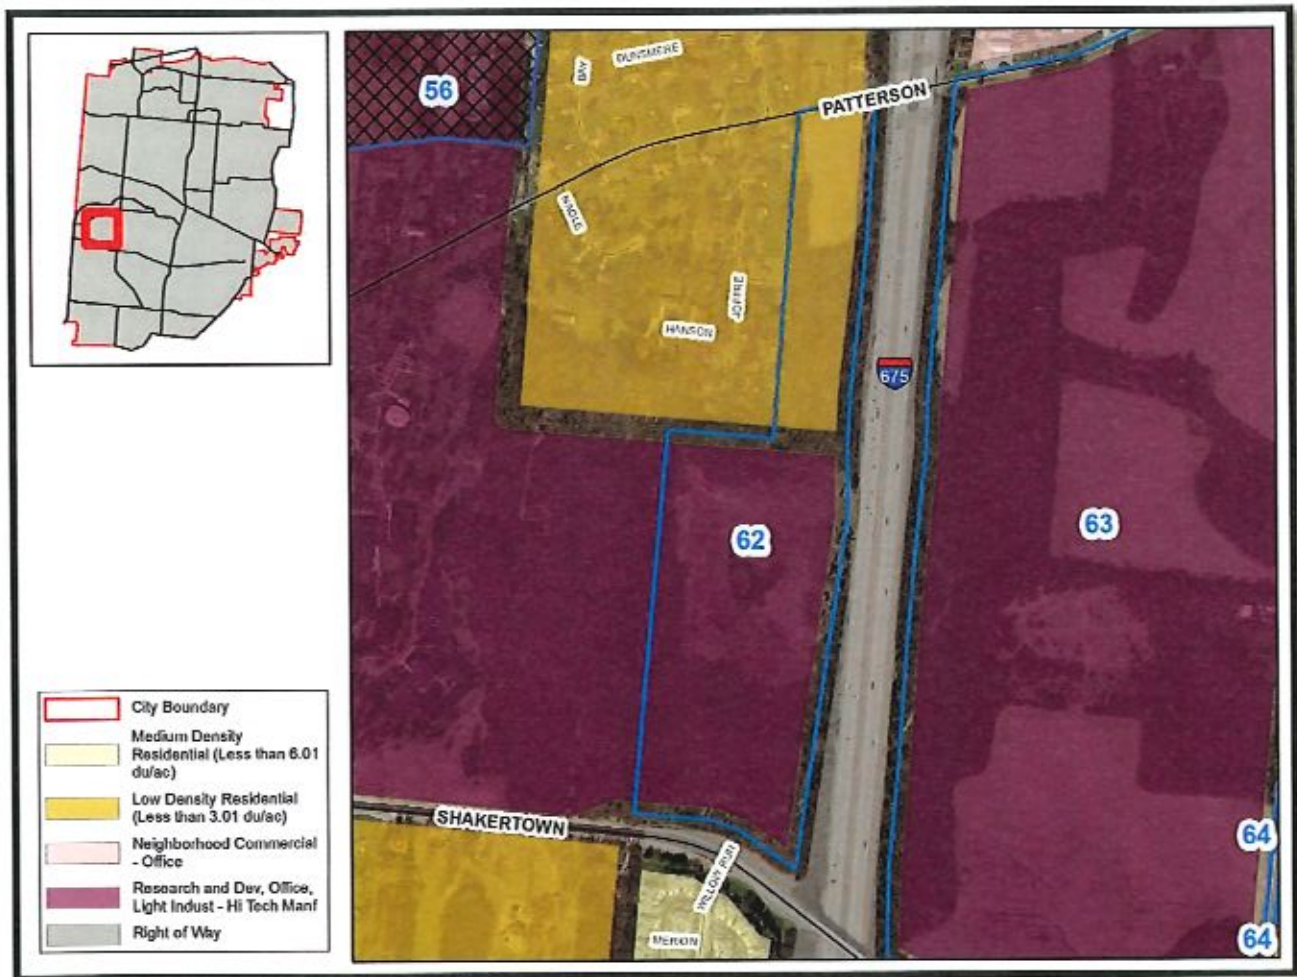 56
BAY
DUNSMERE
PATTERSON
NAOLE
JOFFRE
HANSON
675
62
63
SHAKERTOWN
WILLOW RUN
MERION
64
64
City Boundary
Medium Density
Residential (Less than 6.01
du/ac)
Low Density Residential
(Less than 3.01 du/ac)
Neighborhood Commercial
- Office
Research and Dev, Office,
Light Indust - Hi Tech Manf
Right of Way